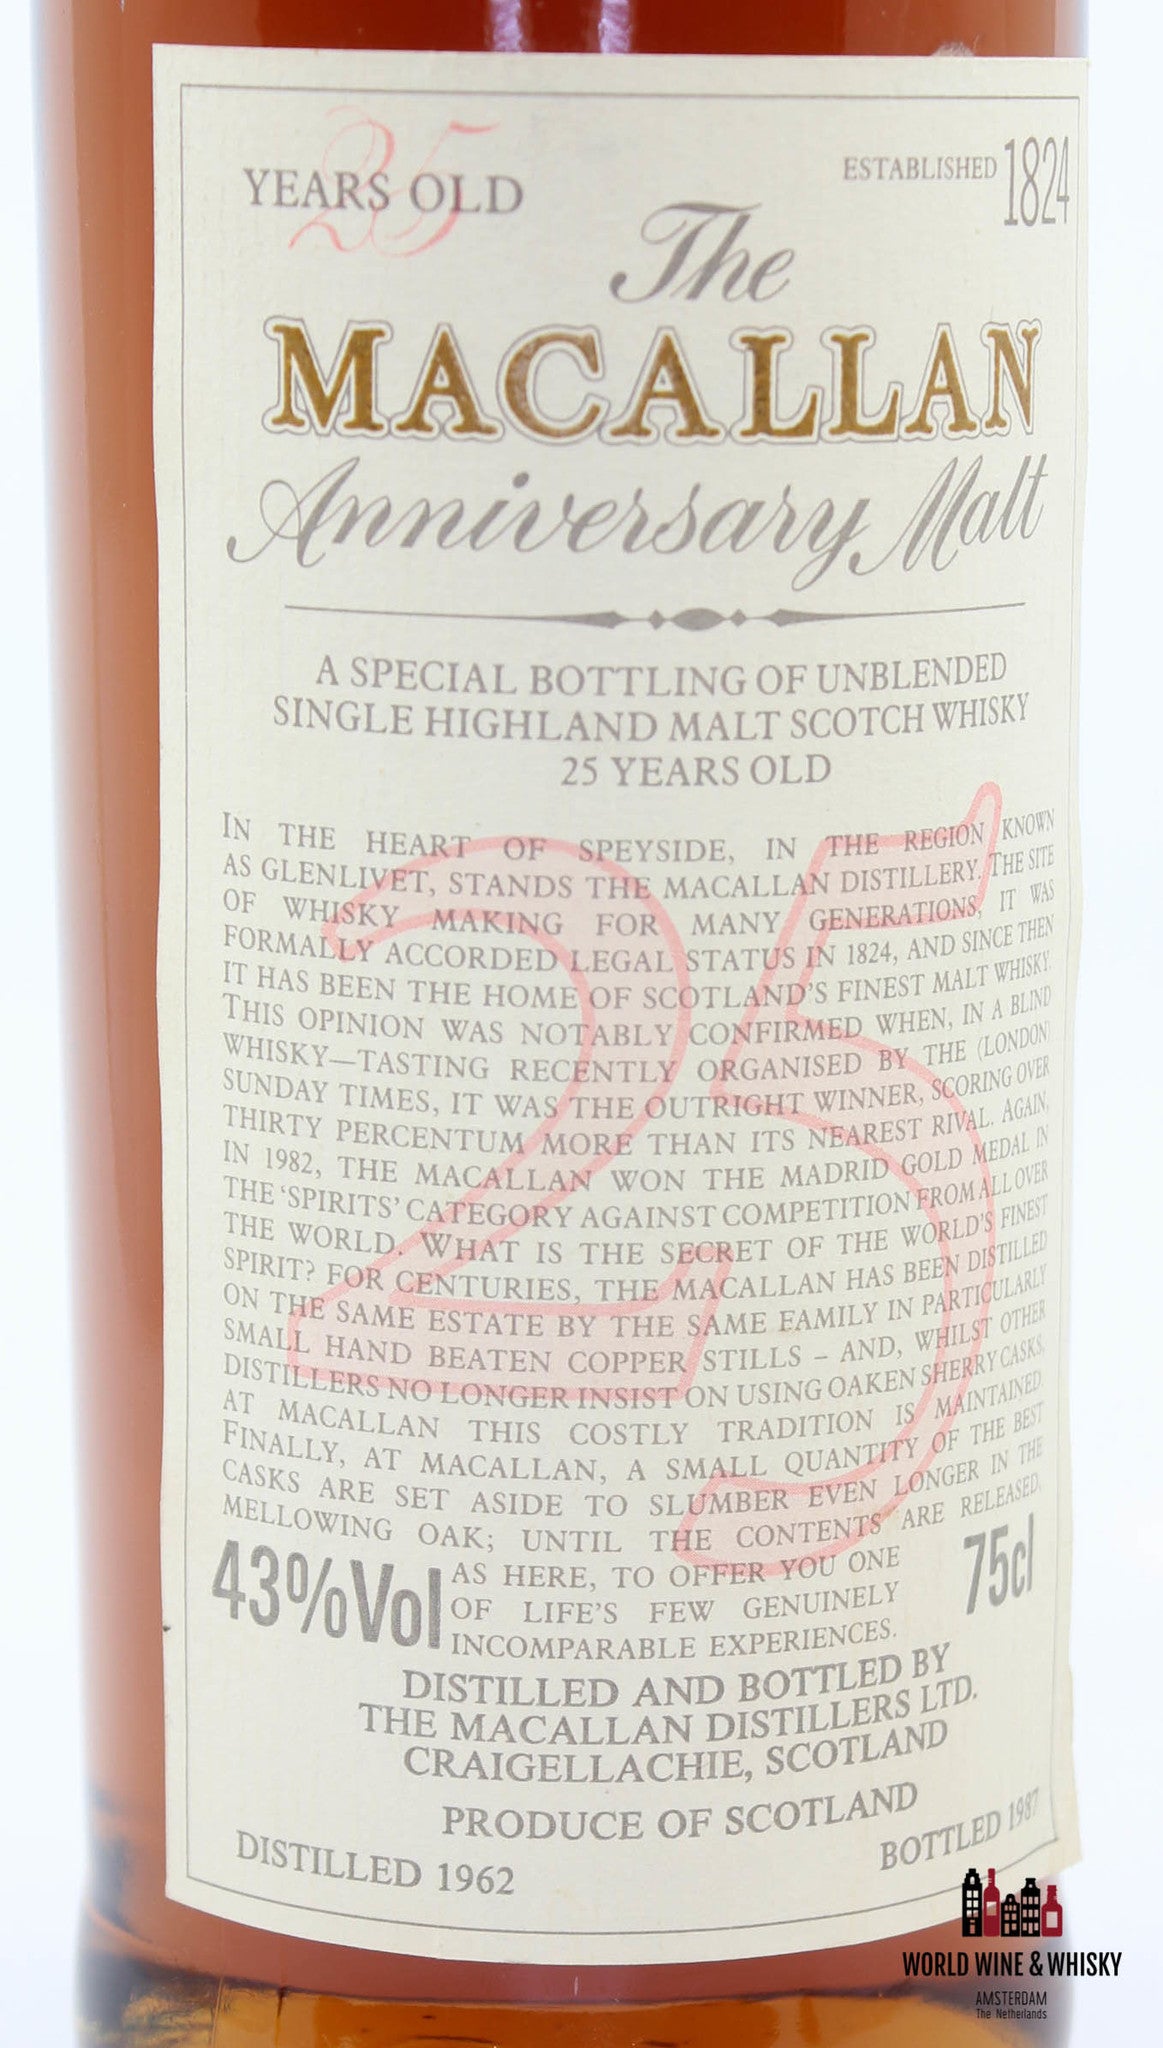 25
YEARS OLD
ESTABLISHED 1824
The
MACALLAN
Anniversary Malt
A SPECIAL BOTTLING OF UNBLENDED
SINGLE HIGHLAND MALT SCOTCH WHISKY
25 YEARS OLD
25
IN THE HEART OF SPEYSIDE, IN THE REGION KNOWN
AS GLENLIVET, STANDS THE MACALLAN DISTILLERY. THE SITE
OF WHISKY MAKING FOR MANY GENERATIONS, IT WAS
FORMALLY ACCORDED LEGAL STATUS IN 1824, AND SINCE THEN
IT HAS BEEN THE HOME OF SCOTLAND'S FINEST MALT WHISKY.
THIS OPINION WAS NOTABLY CONFIRMED WHEN, IN A BLIND
WHISKY—TASTING RECENTLY ORGANISED BY THE (LONDON)
SUNDAY TIMES, IT WAS THE OUTRIGHT WINNER, SCORING OVER
THIRTY PERCENTUM MORE THAN ITS NEAREST RIVAL. AGAIN,
IN 1982, THE MACALLAN WON THE MADRID GOLD MEDAL IN
THE 'SPIRITS' CATEGORY AGAINST COMPETITION FROM ALL OVER
THE WORLD. WHAT IS THE SECRET OF THE WORLD'S FINEST
SPIRIT? FOR CENTURIES, THE MACALLAN HAS BEEN DISTILLED
ON THE SAME ESTATE BY THE SAME FAMILY IN PARTICULARLY
SMALL HAND BEATEN COPPER STILLS – AND, WHILST OTHER
DISTILLERS NO LONGER INSIST ON USING OAKEN SHERRY CASKS,
AT MACALLAN THIS COSTLY TRADITION IS MAINTAINED.
FINALLY, AT MACALLAN, A SMALL QUANTITY OF THE BEST
CASKS ARE SET ASIDE TO SLUMBER EVEN LONGER IN THE
MELLOWING OAK; UNTIL THE CONTENTS ARE RELEASED,
AS HERE, TO OFFER YOU ONE
OF LIFE'S FEW GENUINELY
INCOMPARABLE EXPERIENCES.
43%Vol
75cl
DISTILLED AND BOTTLED BY
THE MACALLAN DISTILLERS LTD.
CRAIGELLACHIE, SCOTLAND
PRODUCE OF SCOTLAND
DISTILLED 1962
BOTTLED 1987
WORLD WINE & WHISKY
AMSTERDAM
The Netherlands